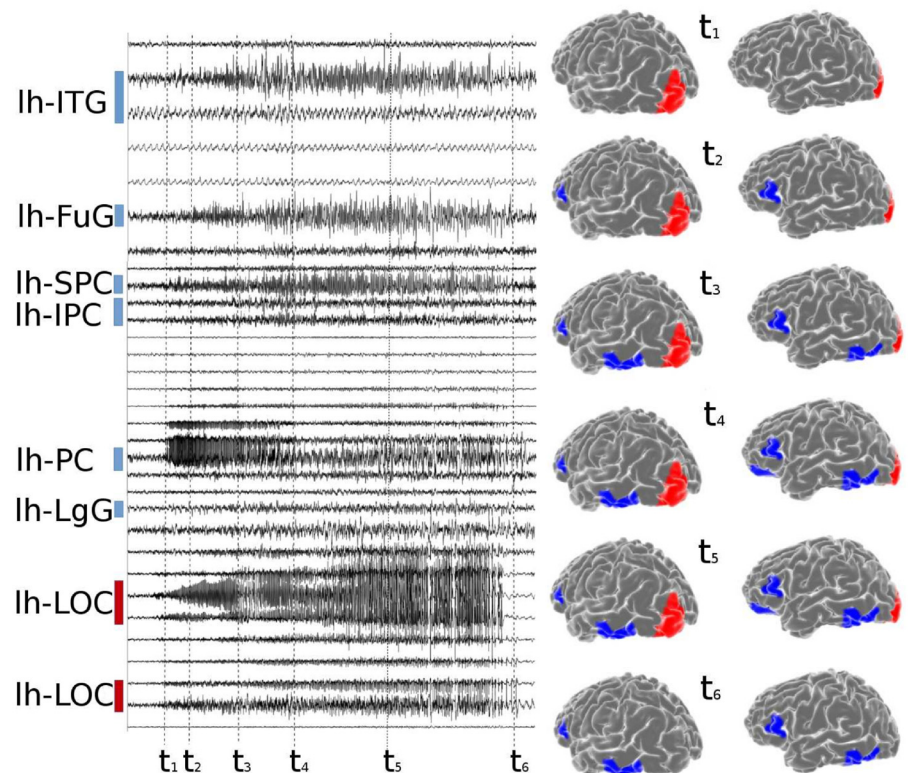 lh-ITG
lh-FuG
lh-SPC
lh-IPC
lh-PC
lh-LgG
lh-LOC
lh-LOC
t1 t2 t3 t4 t5 t6
t1
t2
t3
t4
t5
t6